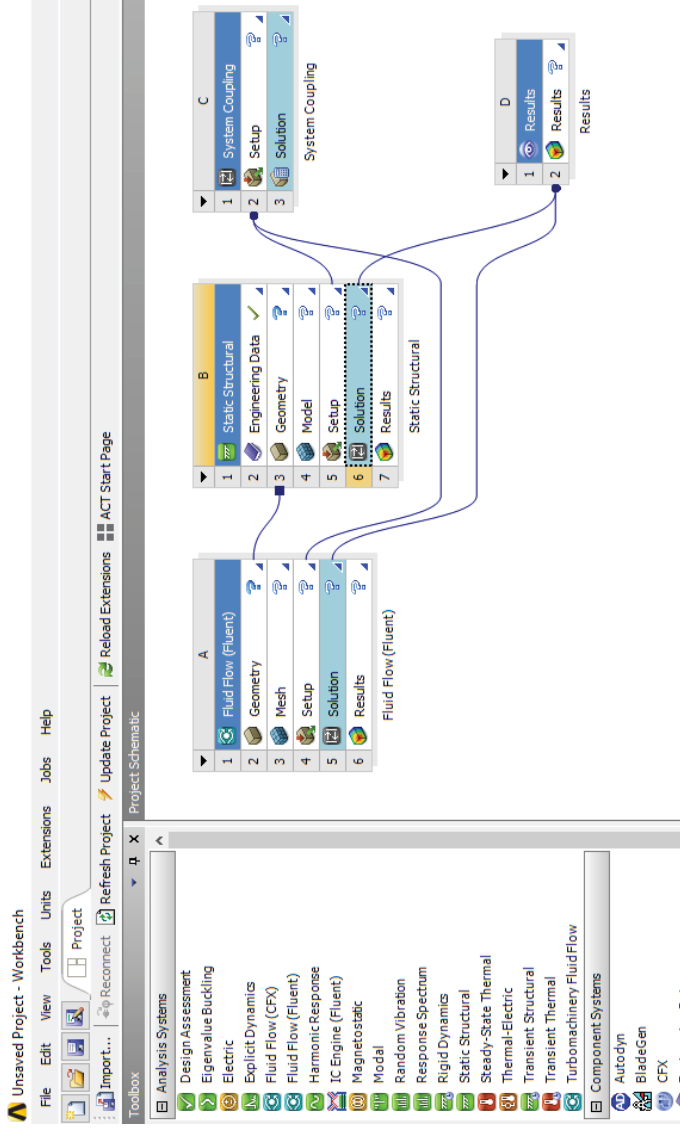 Unsaved Project - Workbench
File Edit View Tools Units Extensions Jobs Help
Project
Import... Reconnect Refresh Project Update Project Reload Extensions ACT Start Page
Toolbox
Analysis Systems
Design Assessment
Eigenvalue Buckling
Electric
Explicit Dynamics
Fluid Flow (CFX)
Fluid Flow (Fluent)
Harmonic Response
IC Engine (Fluent)
Magnetostatic
Modal
Random Vibration
Response Spectrum
Rigid Dynamics
Static Structural
Steady-State Thermal
Thermal-Electric
Transient Structural
Transient Thermal
Turbomachinery Fluid Flow
Component Systems
Autodyn
BladeGen
CFX
Project Schematic
A
1 Fluid Flow (Fluent)
2 Geometry ?
3 Mesh ?
4 Setup ?
5 Solution ?
6 Results ?
Fluid Flow (Fluent)
B
1 Static Structural
2 Engineering Data
3 Geometry ?
4 Model ?
5 Setup ?
6 Solution ?
7 Results ?
Static Structural
C
1 System Coupling
2 Setup ?
3 Solution ?
System Coupling
D
1 Results
2 Results ?
Results